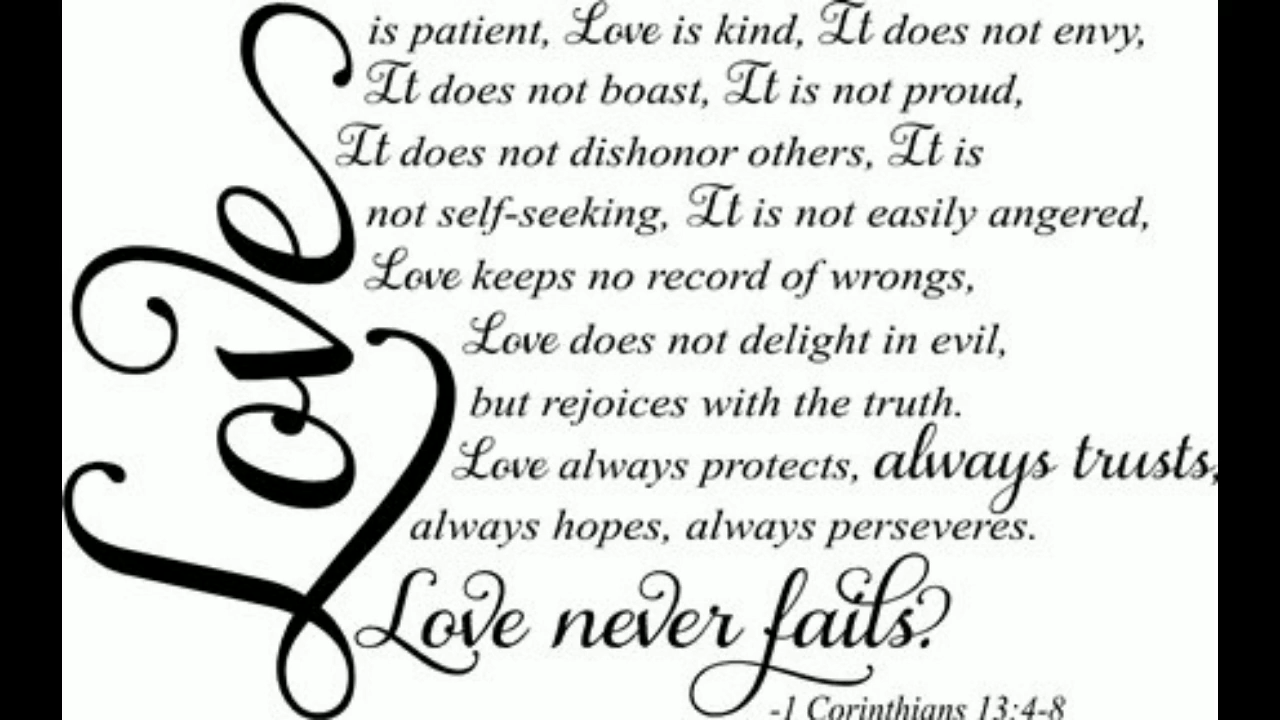 Love
is patient, Love is kind, It does not envy,
It does not boast, It is not proud,
It does not dishonor others, It is
not self-seeking, It is not easily angered,
Love keeps no record of wrongs,
Love does not delight in evil,
but rejoices with the truth.
Love always protects, always trusts,
always hopes, always perseveres.
Love never fails.
-1 Corinthians 13:4-8